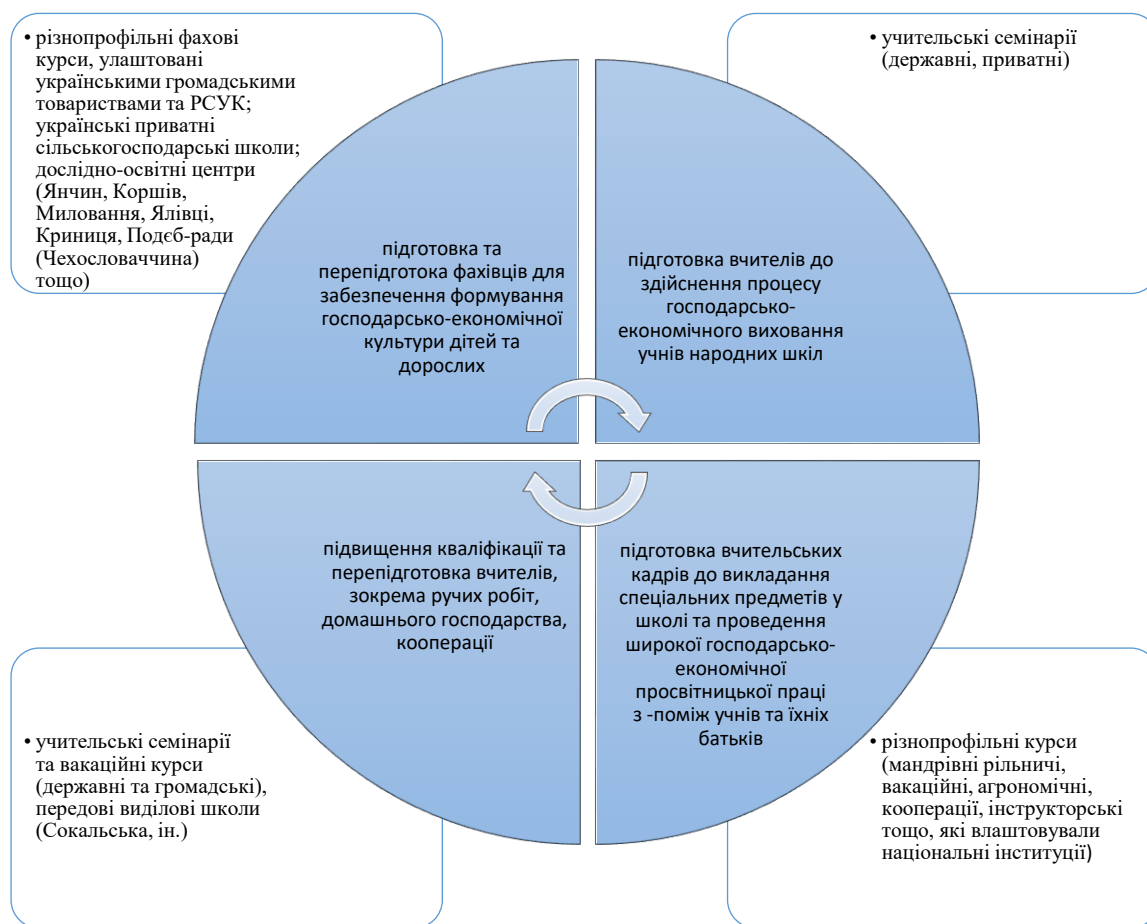 • різнопрофільні фахові
курси, улаштовані
українськими громадськими
товариствами та РСУК;
українські приватні
сільськогосподарські школи;
дослідно-освітні центри
(Янчин, Коршів,
Миловання, Ялівці,
Криниця, Подєб-ради
(Чехословаччина)
тощо)
• учительські семінарії
(державні, приватні)
підготовка та
перепідготока фахівців для
забезпечення формування
господарсько-економічної
культури дітей та
дорослих
підготовка вчителів до
здійснення процесу
господарсько-
економічного виховання
учнів народних шкіл
підвищення кваліфікації та
перепідготовка вчителів,
зокрема ручих робіт,
домашнього господарства,
кооперації
підготовка вчительських
кадрів до викладання
спеціальних предметів у
школі та проведення
широкої господарсько-
економічної
просвітницької праці
з -поміж учнів та їхніх
батьків
• учительські семінарії
та вакаційні курси
(державні та громадські),
передові виділові школи
(Сокальська, ін.)
• різнопрофільні курси
(мандрівні рільничі,
вакаційні, агрономічні,
кооперації, інструкторські
тощо, які влаштовували
національні інституції)